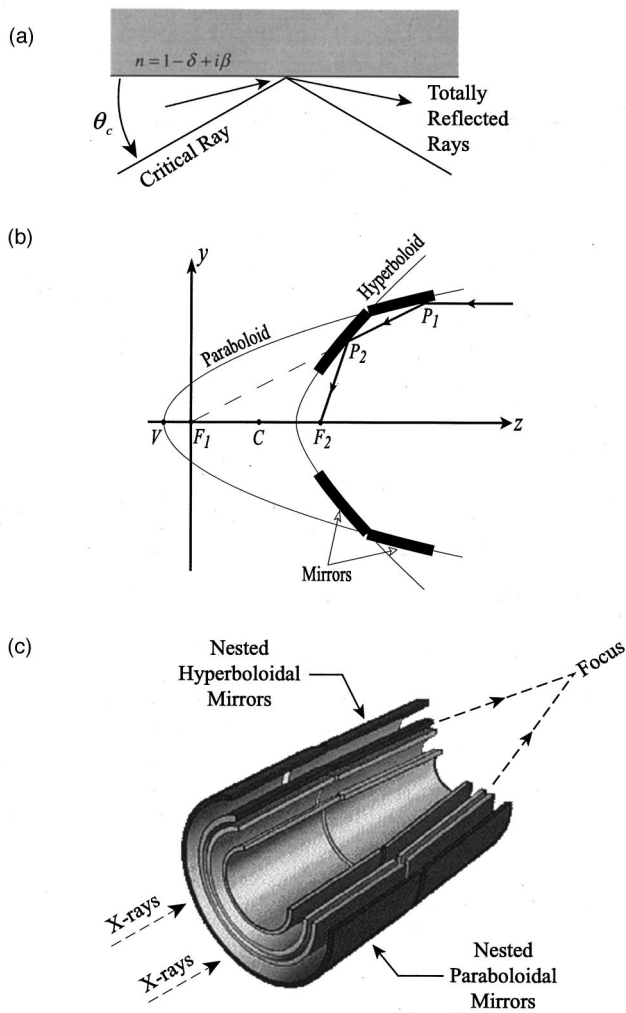 (a)
n = 1 − δ + iβ
θc
Critical Ray
Totally
Reflected
Rays
(b)
y
Hyperboloid
Paraboloid
P1
P2
V
F1
C
F2
z
Mirrors
(c)
Nested
Hyperboloidal
Mirrors
Focus
X-rays
X-rays
Nested
Paraboloidal
Mirrors